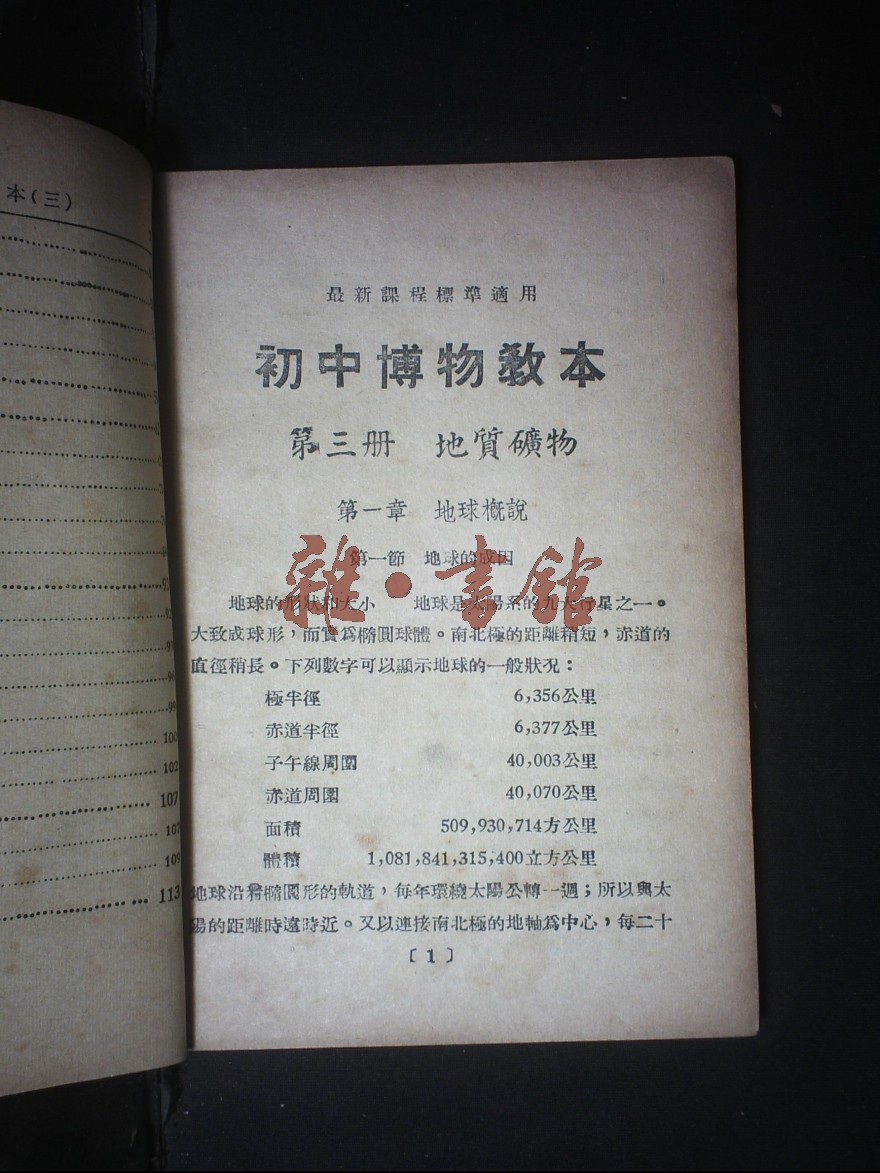 本(三)
92
92
97
98
99
100
102
107
107
109
113
最新課程標準適用
初中博物教本
第三册 地質礦物
第一章 地球概說
第一節 地球的成因
地球的形狀和大小 地球是太陽系的九大行星之一。
大致成球形，而實爲橢圓球體。南北極的距離稍短，赤道的
直徑稍長。下列數字可以顯示地球的一般狀况：
極半徑 6,356公里
赤道半徑 6,377公里
子午線周圍 40,003公里
赤道周圍 40,070公里
面積 509,930,714方公里
體積 1,081,841,315,400立方公里
地球沿着橢圓形的軌道，每年環繞太陽公轉一週；所以與太
陽的距離時遠時近。又以連接南北極的地軸爲中心，每二十
〔1〕
雜·書館